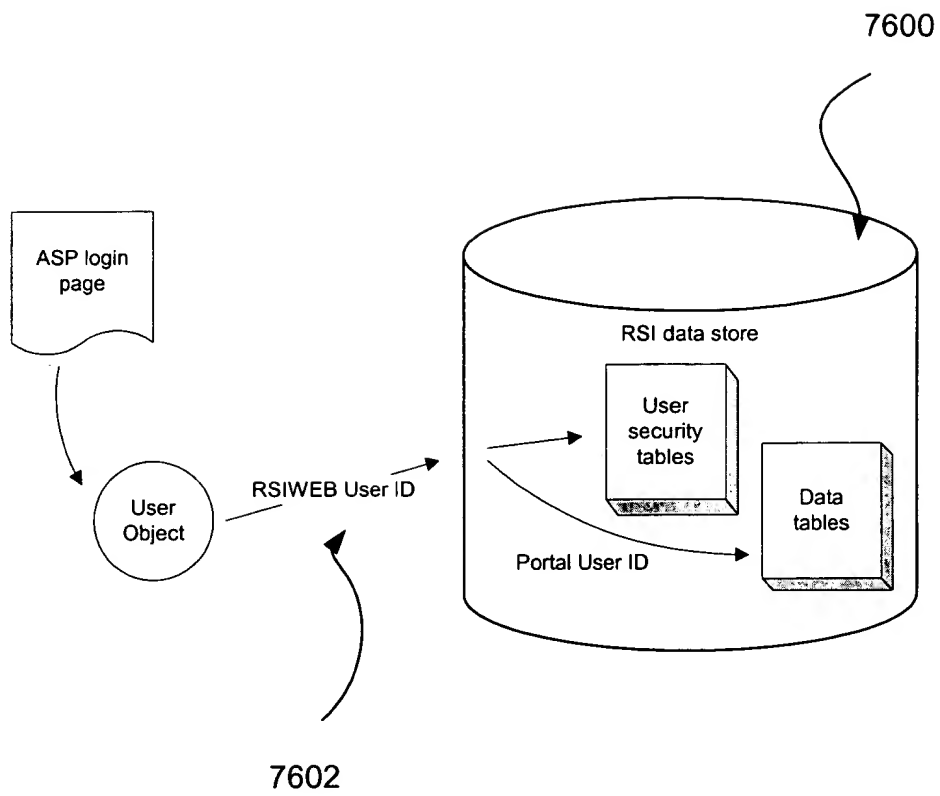 7600
ASP login
page
RSI data store
User
security
tables
User
Object
RSIWEB User ID
Data
tables
Portal User ID
7602